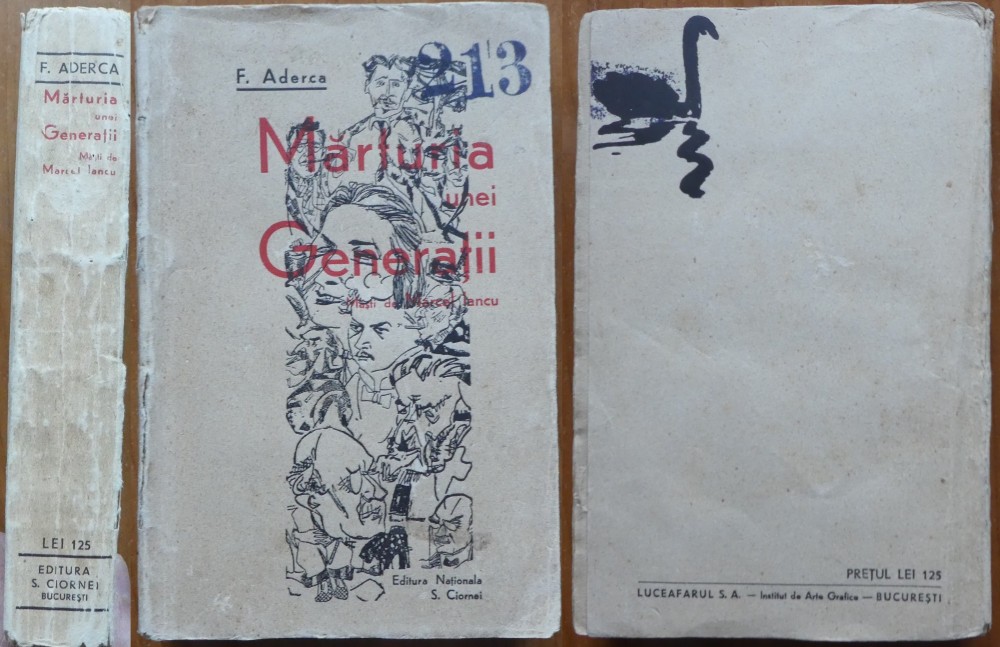 F. ADERCA
Mărturia
unei
Generații
Măști de
Marcel Iancu
LEI 125
EDITURA
S. CIORNEI
BUCUREȘTI
213
F. Aderca
Mărturia
unei
Generații
Măști de Marcel Iancu
Editura Naționala
S. Ciornei
PREȚUL LEI 125
LUCEAFARUL S. A. — Institut de Arte Grafice — BUCUREȘTI